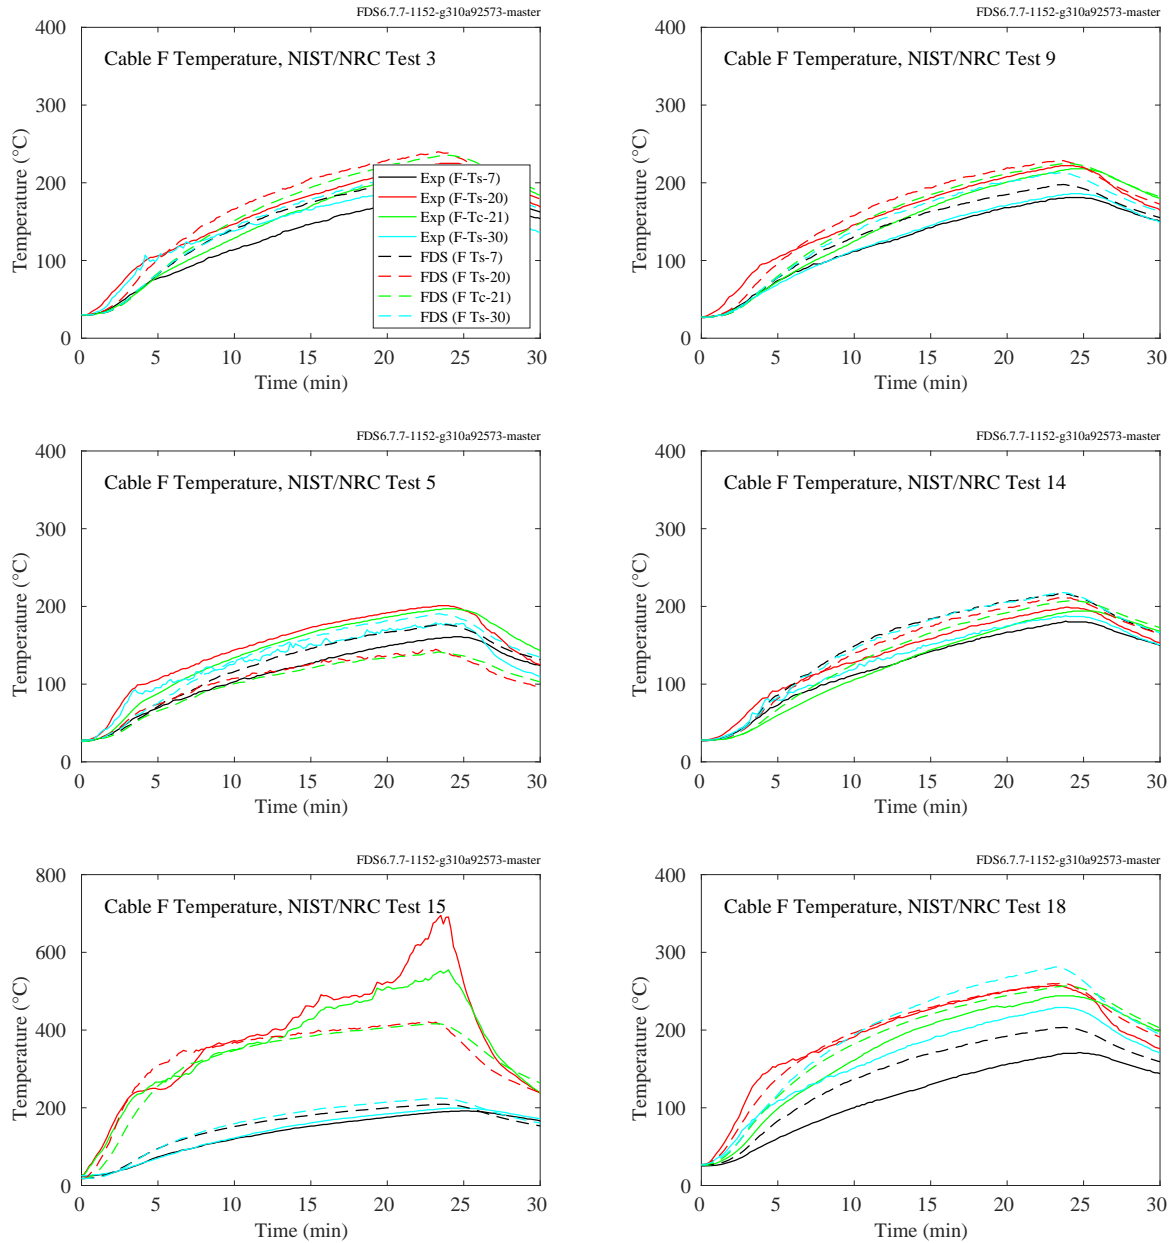 FDS6.7.7-1152-g310a92573-master
Cable F Temperature, NIST/NRC Test 3
400
300
200
100
0
Temperature (°C)
Exp (F-Ts-7)
Exp (F-Ts-20)
Exp (F-Tc-21)
Exp (F-Ts-30)
FDS (F Ts-7)
FDS (F Ts-20)
FDS (F Tc-21)
FDS (F Ts-30)
0 5 10 15 20 25 30
Time (min)
FDS6.7.7-1152-g310a92573-master
Cable F Temperature, NIST/NRC Test 9
400
300
200
100
0
Temperature (°C)
0 5 10 15 20 25 30
Time (min)
FDS6.7.7-1152-g310a92573-master
Cable F Temperature, NIST/NRC Test 5
400
300
200
100
0
Temperature (°C)
0 5 10 15 20 25 30
Time (min)
FDS6.7.7-1152-g310a92573-master
Cable F Temperature, NIST/NRC Test 14
400
300
200
100
0
Temperature (°C)
0 5 10 15 20 25 30
Time (min)
FDS6.7.7-1152-g310a92573-master
Cable F Temperature, NIST/NRC Test 15
800
600
400
200
0
Temperature (°C)
0 5 10 15 20 25 30
Time (min)
FDS6.7.7-1152-g310a92573-master
Cable F Temperature, NIST/NRC Test 18
400
300
200
100
0
Temperature (°C)
0 5 10 15 20 25 30
Time (min)